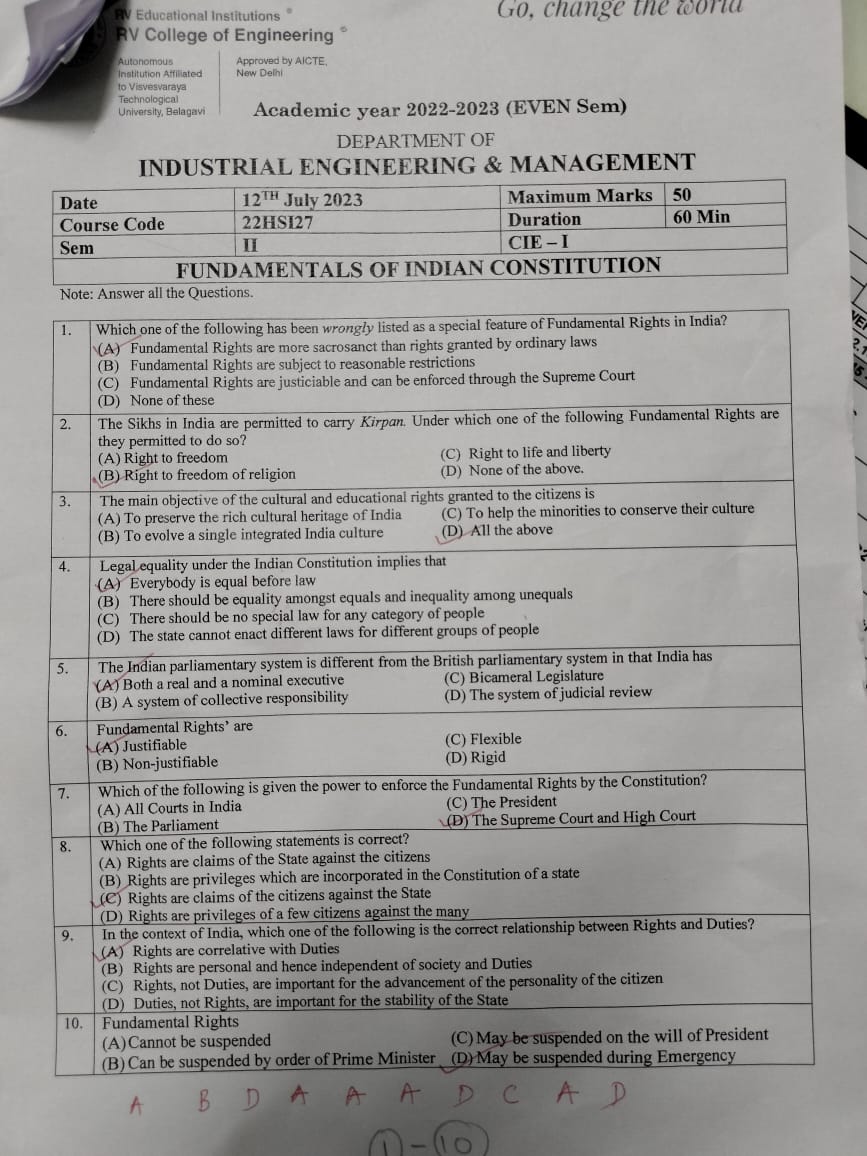 RV Educational Institutions ®
RV College of Engineering ®
Go, change the world
Autonomous
Institution Affiliated
to Visvesvaraya
Technological
University, Belagavi
Approved by AICTE,
New Delhi
Academic year 2022-2023 (EVEN Sem)
DEPARTMENT OF
INDUSTRIAL ENGINEERING & MANAGEMENT
Date 12TH July 2023 Maximum Marks 50
Course Code 22HSI27 Duration 60 Min
Sem II CIE – I
FUNDAMENTALS OF INDIAN CONSTITUTION
Note: Answer all the Questions.
1. Which one of the following has been wrongly listed as a special feature of Fundamental Rights in India?
(A) Fundamental Rights are more sacrosanct than rights granted by ordinary laws
(B) Fundamental Rights are subject to reasonable restrictions
(C) Fundamental Rights are justiciable and can be enforced through the Supreme Court
(D) None of these
2. The Sikhs in India are permitted to carry Kirpan. Under which one of the following Fundamental Rights are
they permitted to do so?
(A) Right to freedom (C) Right to life and liberty
(B) Right to freedom of religion (D) None of the above.
3. The main objective of the cultural and educational rights granted to the citizens is
(A) To preserve the rich cultural heritage of India (C) To help the minorities to conserve their culture
(B) To evolve a single integrated India culture (D) All the above
4. Legal equality under the Indian Constitution implies that
(A) Everybody is equal before law
(B) There should be equality amongst equals and inequality among unequals
(C) There should be no special law for any category of people
(D) The state cannot enact different laws for different groups of people
5. The Indian parliamentary system is different from the British parliamentary system in that India has
(A) Both a real and a nominal executive (C) Bicameral Legislature
(B) A system of collective responsibility (D) The system of judicial review
6. Fundamental Rights' are
(A) Justifiable (C) Flexible
(B) Non-justifiable (D) Rigid
7. Which of the following is given the power to enforce the Fundamental Rights by the Constitution?
(A) All Courts in India (C) The President
(B) The Parliament (D) The Supreme Court and High Court
8. Which one of the following statements is correct?
(A) Rights are claims of the State against the citizens
(B) Rights are privileges which are incorporated in the Constitution of a state
(C) Rights are claims of the citizens against the State
(D) Rights are privileges of a few citizens against the many
9. In the context of India, which one of the following is the correct relationship between Rights and Duties?
(A) Rights are correlative with Duties
(B) Rights are personal and hence independent of society and Duties
(C) Rights, not Duties, are important for the advancement of the personality of the citizen
(D) Duties, not Rights, are important for the stability of the State
10. Fundamental Rights
(A) Cannot be suspended (C) May be suspended on the will of President
(B) Can be suspended by order of Prime Minister (D) May be suspended during Emergency
A B D A A A D C A D
1 - 10